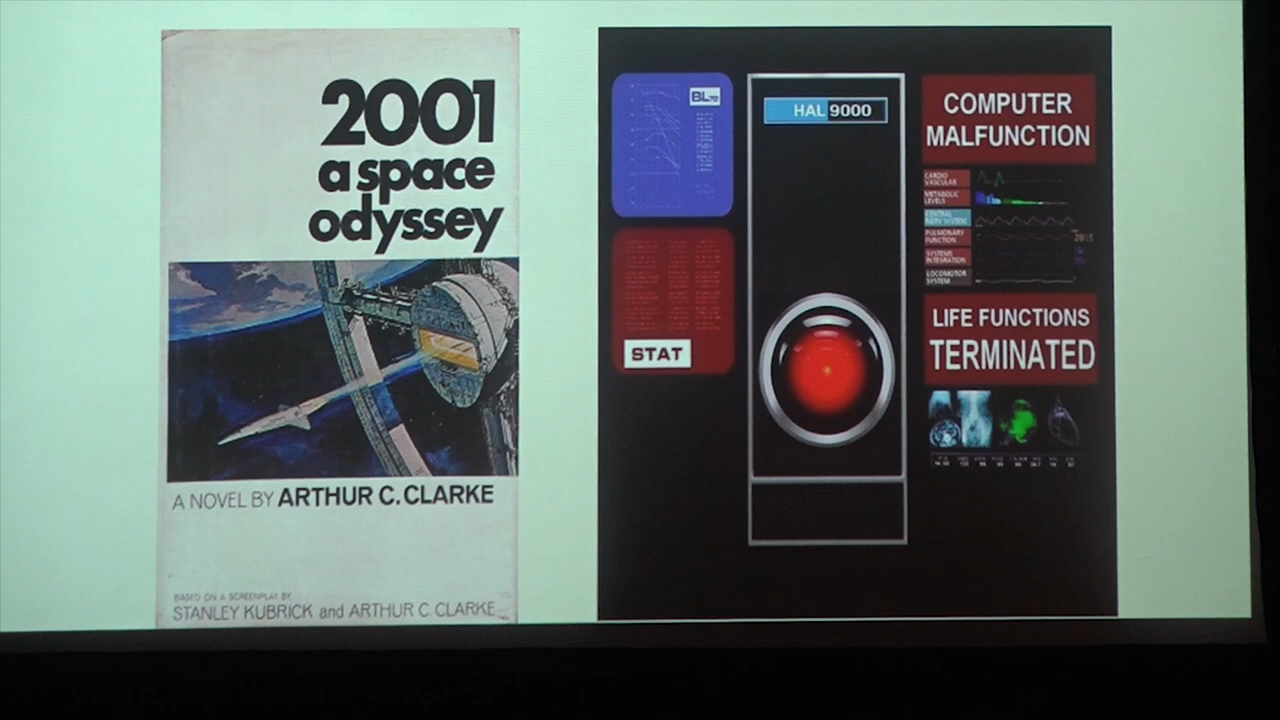 2001
a space
odyssey
A NOVEL BY ARTHUR C. CLARKE
BASED ON A SCREENPLAY BY
STANLEY KUBRICK and ARTHUR C. CLARKE
BL
STAT
HAL 9000
COMPUTER
MALFUNCTION
CARDIO
VASCULAR
METABOLIC
LEVELS
CENTRAL
NERV SYSTEM
PULMONARY
FUNCTION
SYSTEMS
INTEGRATION
LOCOMOTOR
SYSTEM
LIFE FUNCTIONS
TERMINATED